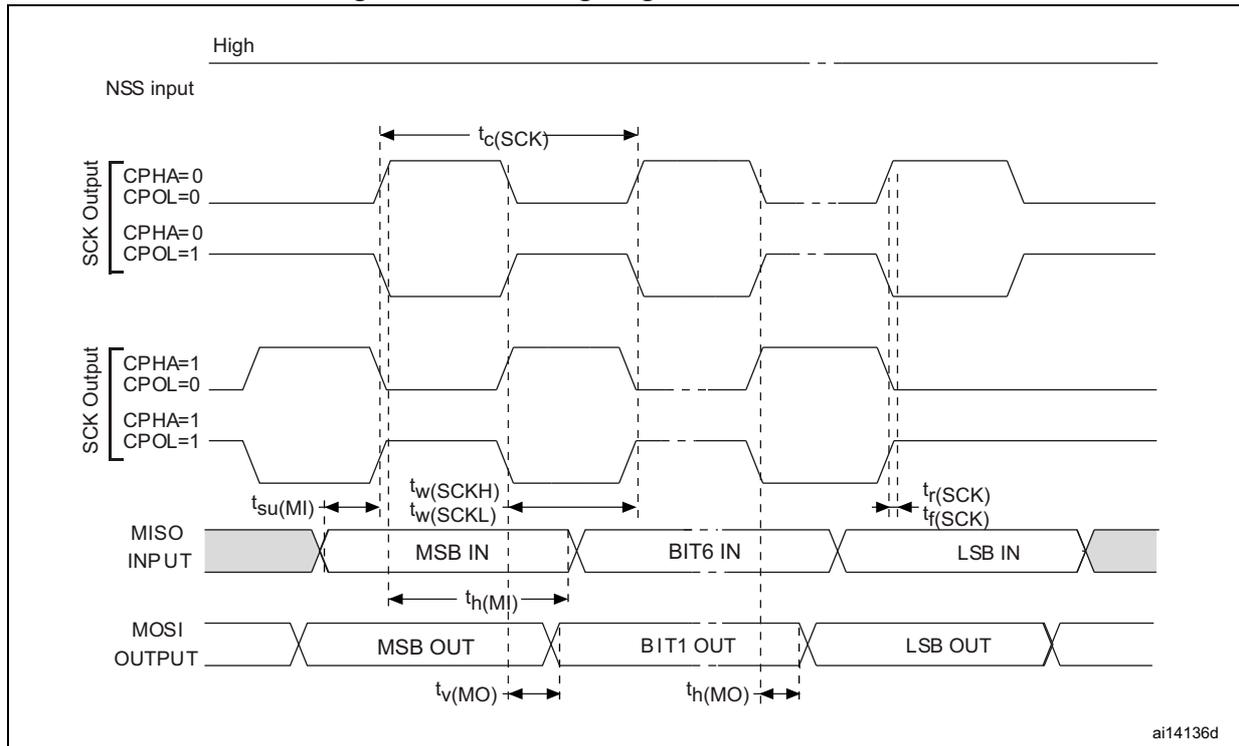 High
NSS input
tc(SCK)
SCK Output
CPHA=0
CPOL=0
CPHA=0
CPOL=1
SCK Output
CPHA=1
CPOL=0
CPHA=1
CPOL=1
tsu(MI)
tw(SCKH)
tw(SCKL)
tr(SCK)
tf(SCK)
MISO
INPUT
MSB IN
BIT6 IN
LSB IN
th(MI)
MOSI
OUTPUT
MSB OUT
BIT1 OUT
LSB OUT
tv(MO)
th(MO)
ai14136d